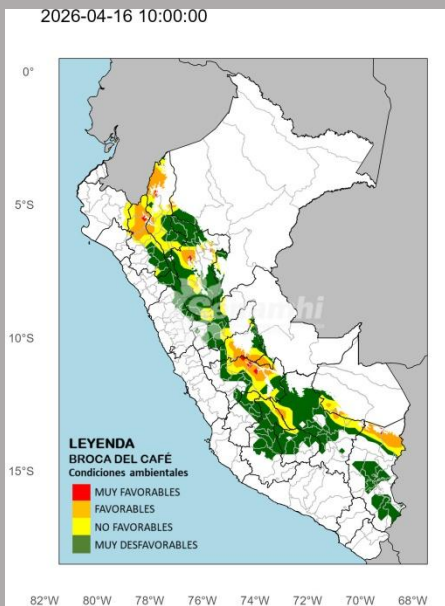 2026-04-16 10:00:00
0°
5°S
10°S
15°S
Senamhi
LEYENDA
BROCA DEL CAFÉ
Condiciones ambientales
MUY FAVORABLES
FAVORABLES
NO FAVORABLES
MUY DESFAVORABLES
82°W 80°W 78°W 76°W 74°W 72°W 70°W 68°W